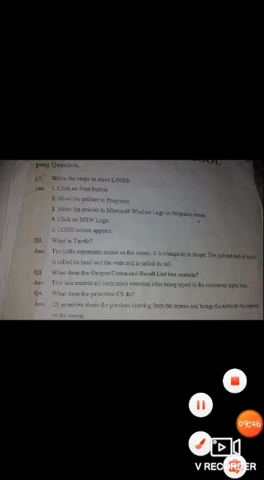 OOL
pong Question.
Q1. Write the steps to start LOGO.
Ans. 1. Click on Start button
2. Move the pointer to Programs
3. Move the pointer to Microsoft Window Logo in Programs menu.
4. Click on MSW Logo.
5. LOGO screen appears.
Q2. What is Turtle?
Ans. The turtle represents cursor on the screen. It is triangular in shape. The pointed end of turtle
is called its head and the wide end is called its tail.
Q3. What does the Output/Command Recall List box contain?
Ans. This box records all commands executed after being typed in the command input box.
Q4. What does the primitive CS do?
Ans. CS primitive clears the previous drawing from the screen and brings the turtle to the centre
of the screen.
09:46
V RECORDER